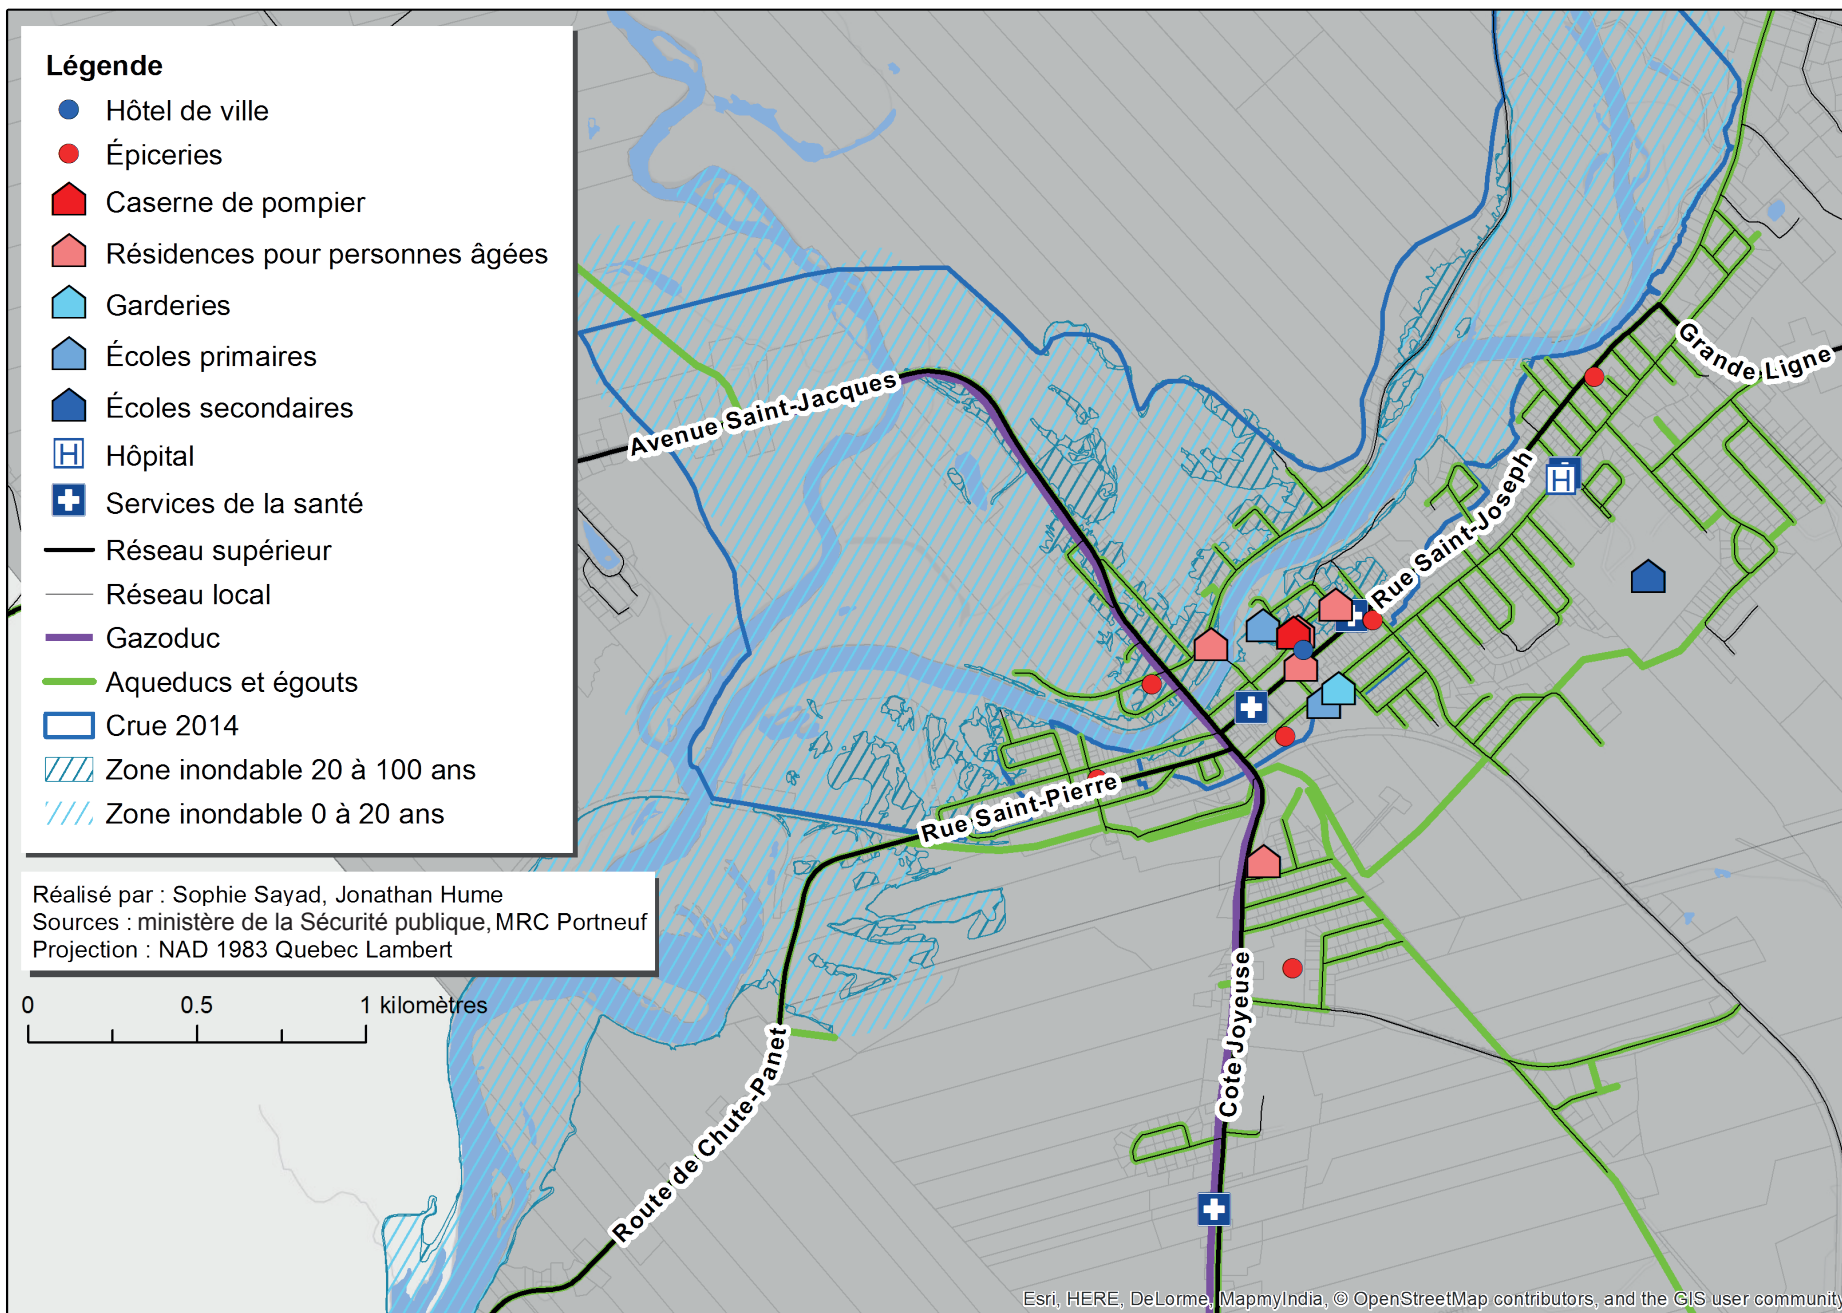 Légende
Hôtel de ville
Épiceries
Caserne de pompier
Résidences pour personnes âgées
Garderies
Écoles primaires
Écoles secondaires
H Hôpital
Services de la santé
Réseau supérieur
Réseau local
Gazoduc
Aqueducs et égouts
Crue 2014
Zone inondable 20 à 100 ans
Zone inondable 0 à 20 ans
Réalisé par : Sophie Sayad, Jonathan Hume
Sources : ministère de la Sécurité publique, MRC Portneuf
Projection : NAD 1983 Quebec Lambert
0 0.5 1 kilomètres
Avenue Saint-Jacques
Grande Ligne
Rue Saint-Joseph
H
Rue Saint-Pierre
Cote Joyeuse
Route de Chute-Panet
Esri, HERE, DeLorme, MapmyIndia, © OpenStreetMap contributors, and the GIS user communit